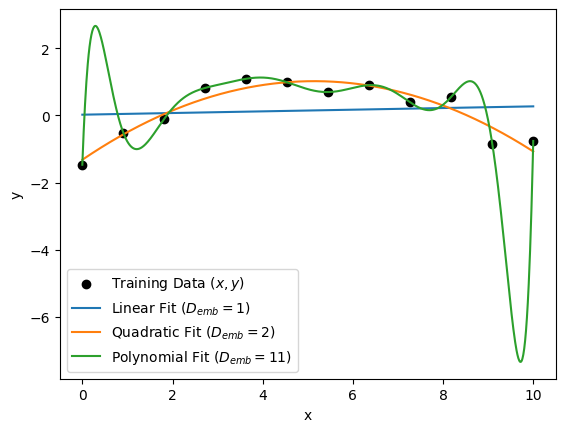 2
0
−2
−4
−6
y
0
2
4
6
8
10
x
Training Data (x, y)
Linear Fit (D_emb = 1)
Quadratic Fit (D_emb = 2)
Polynomial Fit (D_emb = 11)